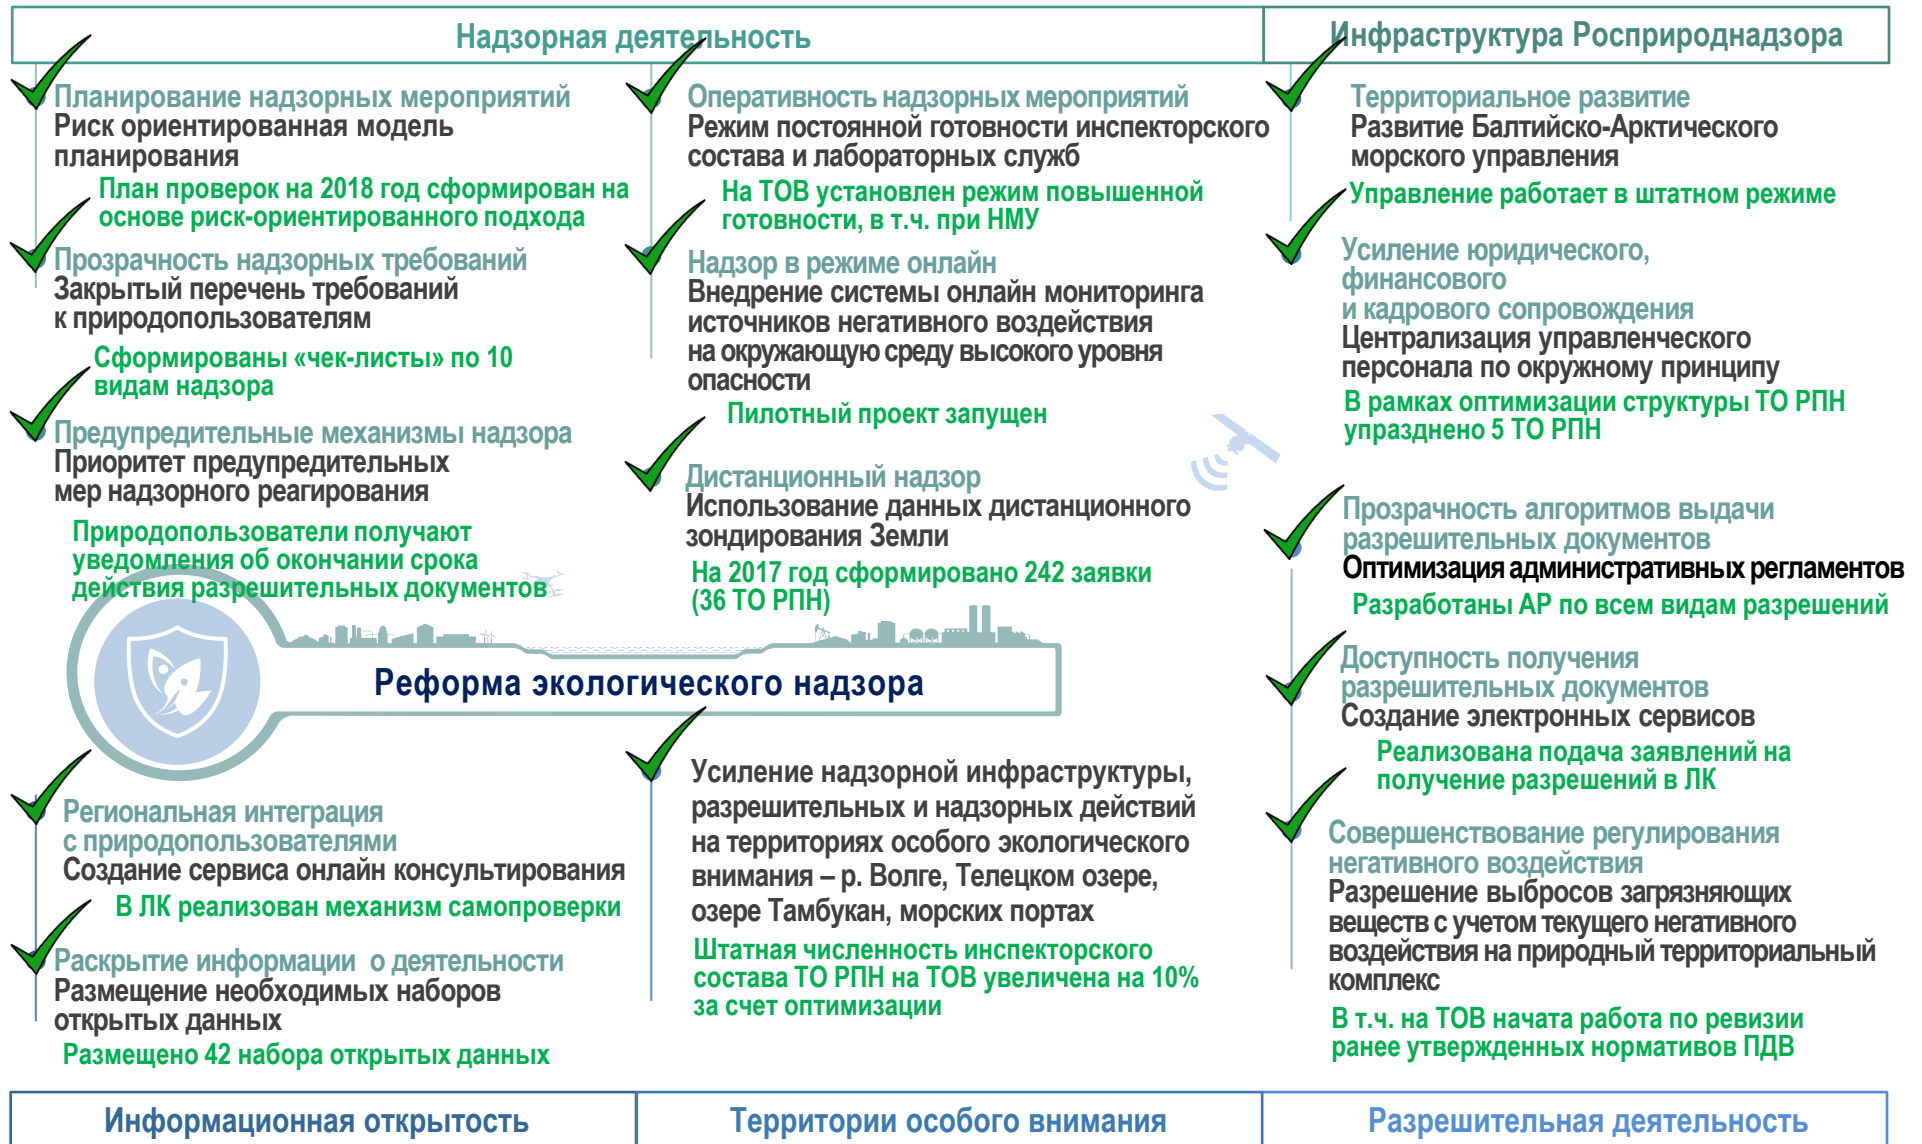 Надзорная деятельность
Планирование надзорных мероприятий
Риск ориентированная модель
планирования
План проверок на 2018 год сформирован на
основе риск-ориентированного подхода
Прозрачность надзорных требований
Закрытый перечень требований
к природопользователям
Сформированы «чек-листы» по 10
видам надзора
Предупредительные механизмы надзора
Приоритет предупредительных
мер надзорного реагирования
Природопользователи получают
уведомления об окончании срока
действия разрешительных документов
Оперативность надзорных мероприятий
Режим постоянной готовности инспекторского
состава и лабораторных служб
На ТОВ установлен режим повышенной
готовности, в т.ч. при НМУ
Надзор в режиме онлайн
Внедрение системы онлайн мониторинга
источников негативного воздействия
на окружающую среду высокого уровня
опасности
Пилотный проект запущен
Дистанционный надзор
Использование данных дистанционного
зондирования Земли
На 2017 год сформировано 242 заявки
(36 ТО РПН)
Инфраструктура Росприроднадзора
Территориальное развитие
Развитие Балтийско-Арктического
морского управления
Управление работает в штатном режиме
Усиление юридического,
финансового
и кадрового сопровождения
Централизация управленческого
персонала по окружному принципу
В рамках оптимизации структуры ТО РПН
упразднено 5 ТО РПН
Реформа экологического надзора
Региональная интеграция
с природопользователями
Создание сервиса онлайн консультирования
В ЛК реализован механизм самопроверки
Раскрытие информации о деятельности
Размещение необходимых наборов
открытых данных
Размещено 42 набора открытых данных
Информационная открытость
Усиление надзорной инфраструктуры,
разрешительных и надзорных действий
на территориях особого экологического
внимания – р. Волге, Телецком озере,
озере Тамбукан, морских портах
Штатная численность инспекторского
состава ТО РПН на ТОВ увеличена на 10%
за счет оптимизации
Территории особого внимания
Прозрачность алгоритмов выдачи
разрешительных документов
Оптимизация административных регламентов
Разработаны АР по всем видам разрешений
Доступность получения
разрешительных документов
Создание электронных сервисов
Реализована подача заявлений на
получение разрешений в ЛК
Совершенствование регулирования
негативного воздействия
Разрешение выбросов загрязняющих
веществ с учетом текущего негативного
воздействия на природный территориальный
комплекс
В т.ч. на ТОВ начата работа по ревизии
ранее утвержденных нормативов ПДВ
Разрешительная деятельность